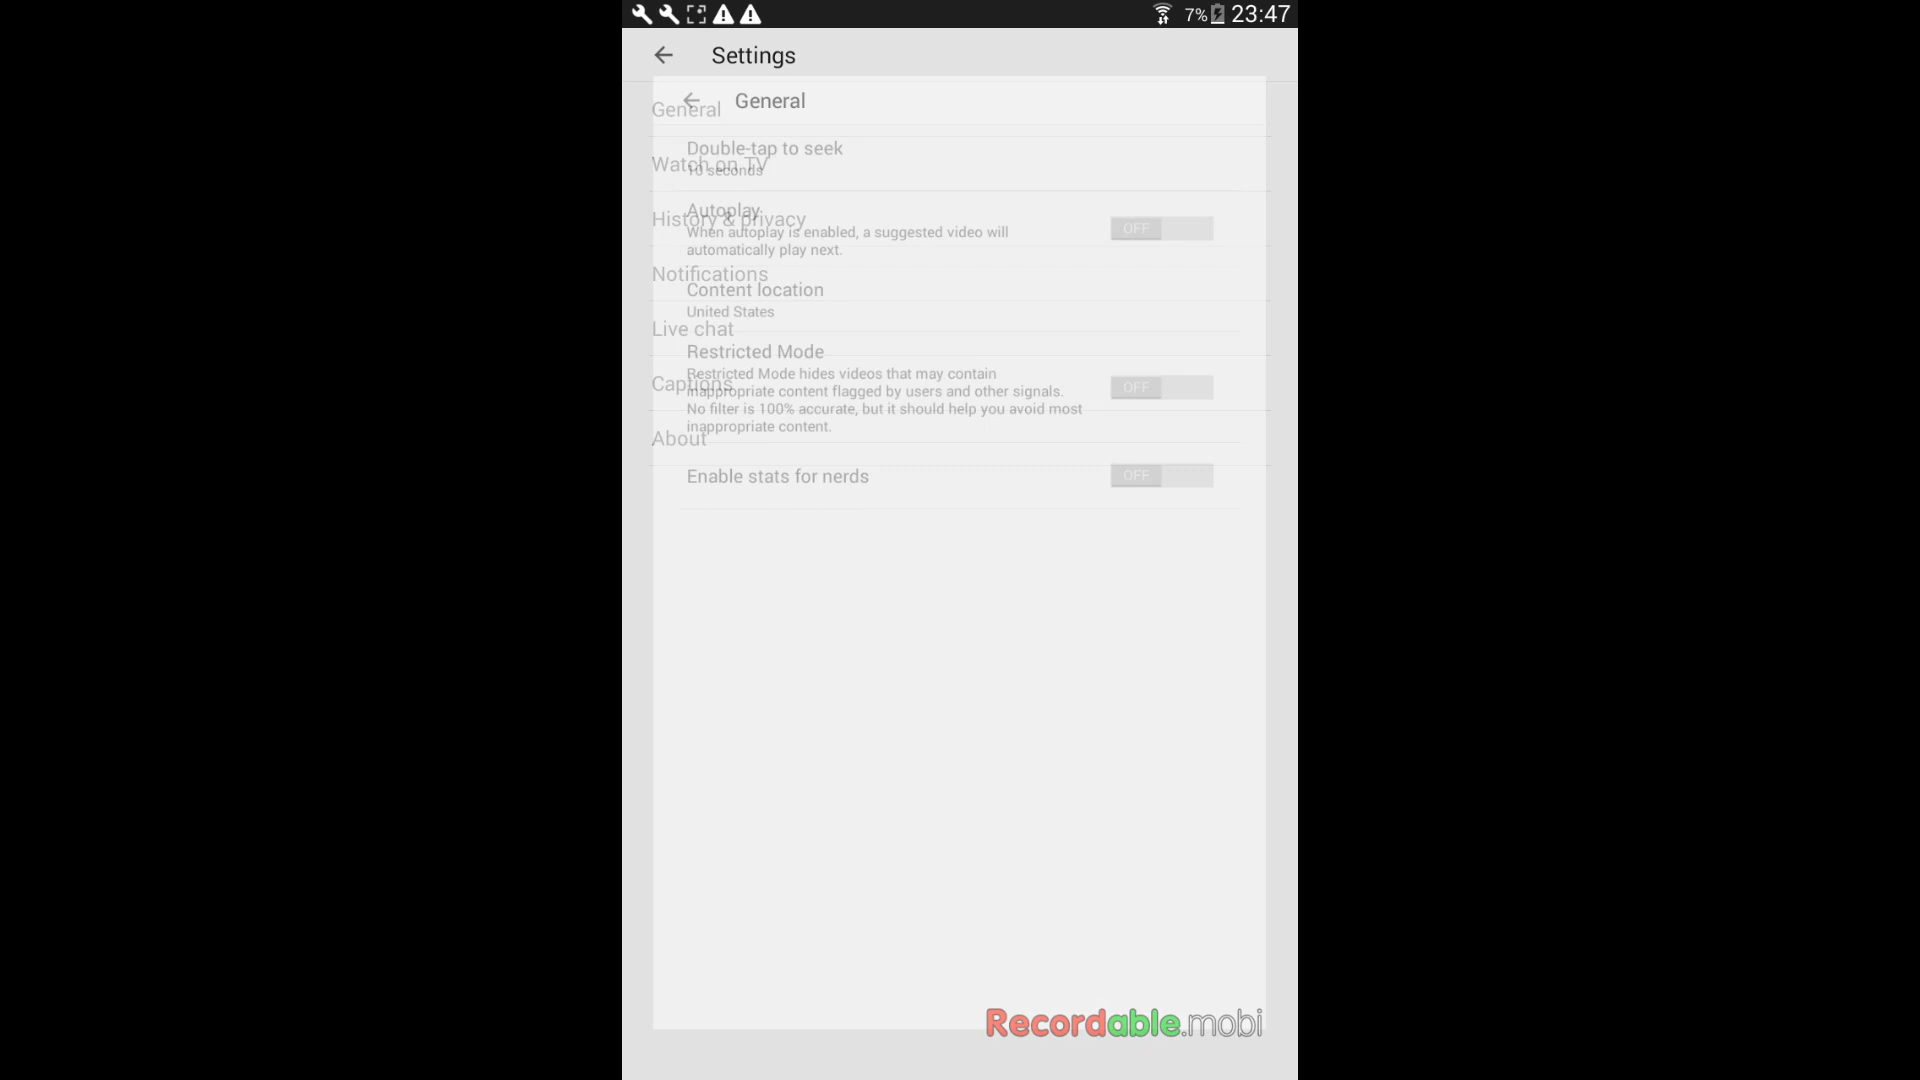 7% 23:47
Settings
General
General
Watch on TV
History & privacy
Notifications
Live chat
Captions
About
Double-tap to seek
10 seconds
Autoplay
When autoplay is enabled, a suggested video will
automatically play next.
OFF
Content location
United States
Restricted Mode
Restricted Mode hides videos that may contain
inappropriate content flagged by users and other signals.
No filter is 100% accurate, but it should help you avoid most
inappropriate content.
OFF
Enable stats for nerds
OFF
Recordable.mobi